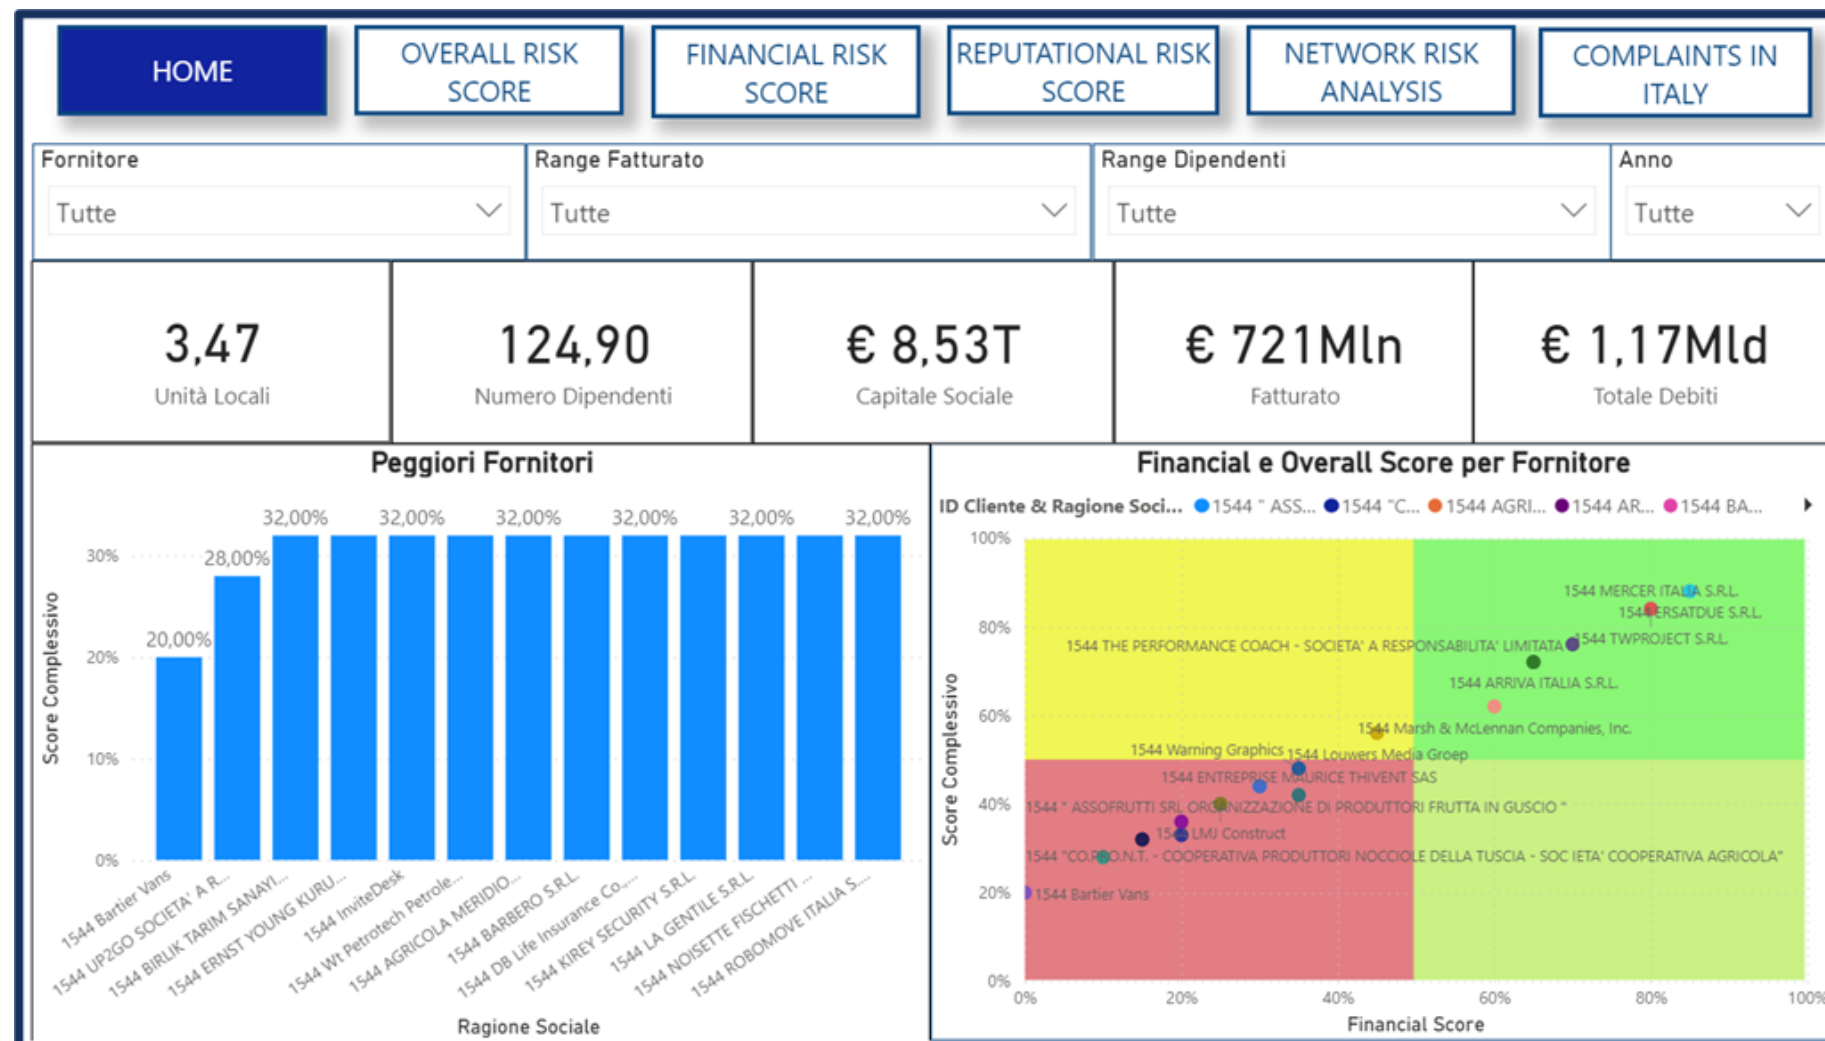 HOME
OVERALL RISK
SCORE
FINANCIAL RISK
SCORE
REPUTATIONAL RISK
SCORE
NETWORK RISK
ANALYSIS
COMPLAINTS IN
ITALY
Fornitore
Tutte
Range Fatturato
Tutte
Range Dipendenti
Tutte
Anno
Tutte
3,47
Unità Locali
124,90
Numero Dipendenti
€ 8,53T
Capitale Sociale
€ 721Mln
Fatturato
€ 1,17Mld
Totale Debiti
Peggiori Fornitori
Score Complessivo
30%
20%
10%
0%
20,00%
28,00%
32,00%
32,00%
32,00%
32,00%
32,00%
32,00%
1544 Bartier Vans
1544 UP2GO SOCIETA' A R...
1544 BIRLIK TARIM SANAYI...
1544 ERNST YOUNG KURU...
1544 InviteDesk
1544 Wt Petrotech Petrole...
1544 AGRICOLA MERIDIO...
1544 BARBERO S.R.L.
1544 DB Life Insurance Co.,...
1544 KIREY SECURITY S.R.L.
1544 LA GENTILE S.R.L.
1544 NOISETTE FISCHETTI ...
1544 ROBOMOVE ITALIA S....
Ragione Sociale
Financial e Overall Score per Fornitore
ID Cliente & Ragione Soci...
1544 " ASS...
1544 "C...
1544 AGRI...
1544 AR...
1544 BA...
Score Complessivo
100%
80%
60%
40%
20%
0%
1544 MERCER ITALIA S.R.L.
1544 ERSATDUE S.R.L.
1544 TWPROJECT S.R.L.
1544 THE PERFORMANCE COACH - SOCIETA' A RESPONSABILITA' LIMITATA
1544 ARRIVA ITALIA S.R.L.
1544 Marsh & McLennan Companies, Inc.
1544 Warning Graphics
1544 Louwers Media Groep
1544 ENTREPRISE MAURICE THIVENT SAS
1544 " ASSOFRUTTI SRL ORGANIZZAZIONE DI PRODUTTORI FRUTTA IN GUSCIO "
1544 LMJ Construct
1544 "CO.PRO.N.T. - COOPERATIVA PRODUTTORI NOCCIOLE DELLA TUSCIA - SOC IETA' COOPERATIVA AGRICOLA"
1544 Bartier Vans
0%
20%
40%
60%
80%
100%
Financial Score